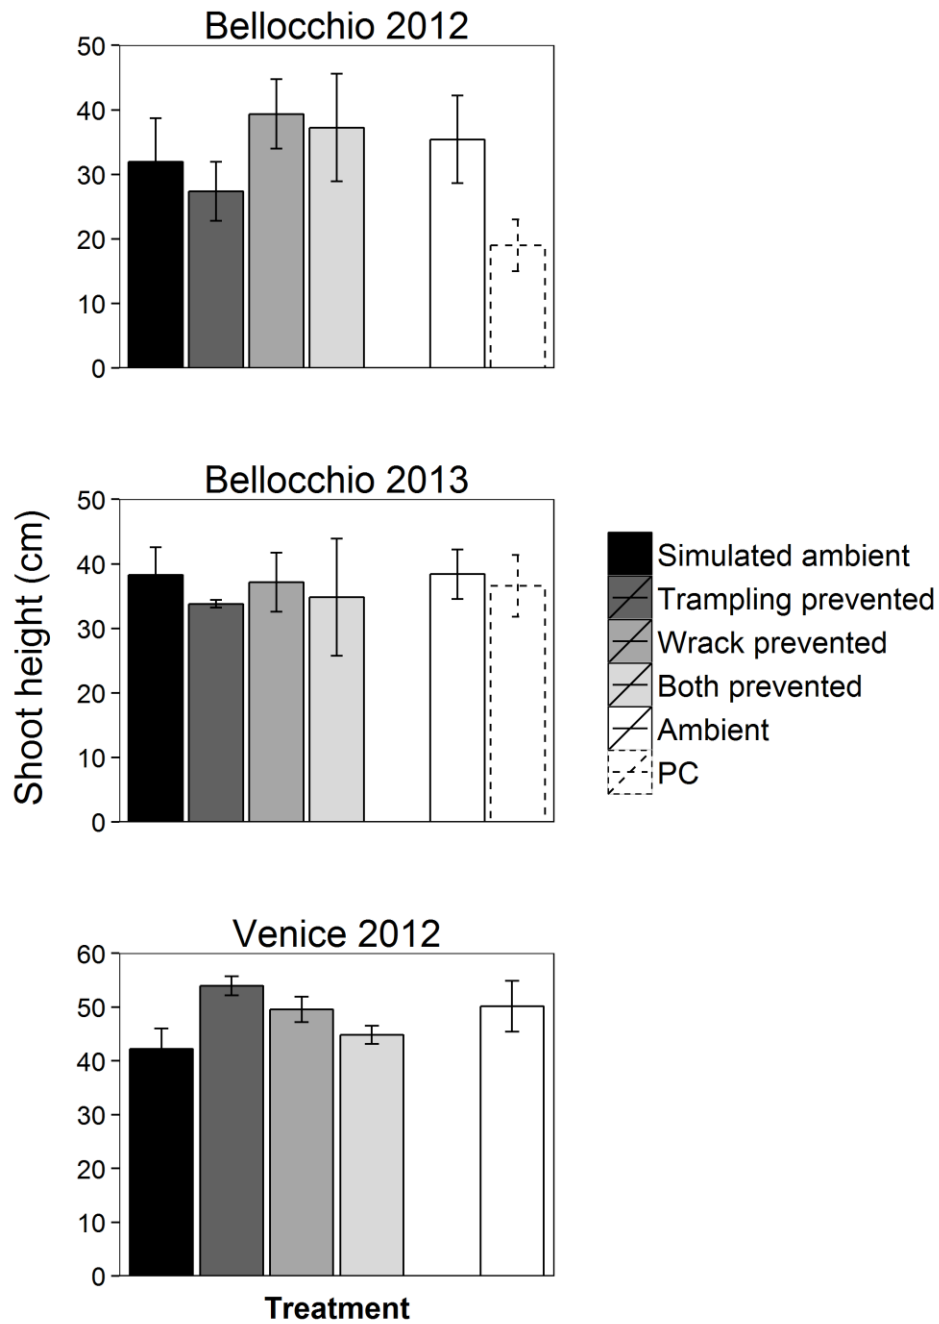 Bellocchio 2012
50
40
30
20
10
0
Bellocchio 2013
50
40
30
20
10
0
Shoot height (cm)
Simulated ambient
Trampling prevented
Wrack prevented
Both prevented
Ambient
PC
Venice 2012
60
50
40
30
20
10
0
Treatment